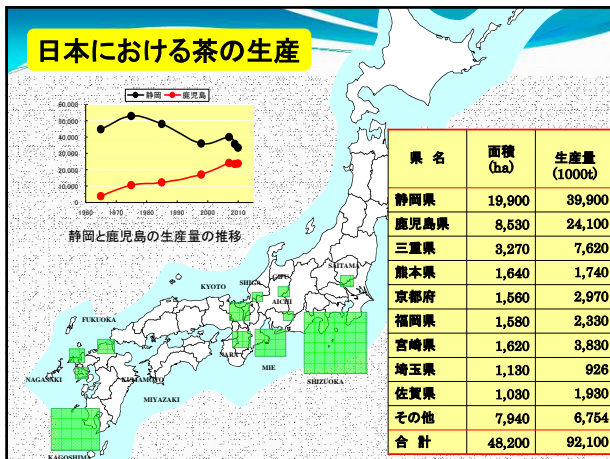 日本における茶の生産
静岡 鹿児島
60,000
50,000
40,000
30,000
20,000
10,000
0
1960 1970 1980 1990 2000 2010
静岡と鹿児島の生産量の推移
県 名 面積 (ha) 生産量 (1000t)
静岡県 19,900 39,900
鹿児島県 8,530 24,100
三重県 3,270 7,620
熊本県 1,640 1,740
京都府 1,560 2,970
福岡県 1,580 2,330
宮崎県 1,620 3,830
埼玉県 1,130 926
佐賀県 1,030 1,930
その他 7,940 6,754
合 計 48,200 92,100
SAITAMA
GIFU
SHIGA
KYOTO
AICHI
FUKUOKA
NARA
MIE
SHIZUOKA
NAGASAKI
KUMAMOTO
MIYAZAKI
KAGOSHIMA